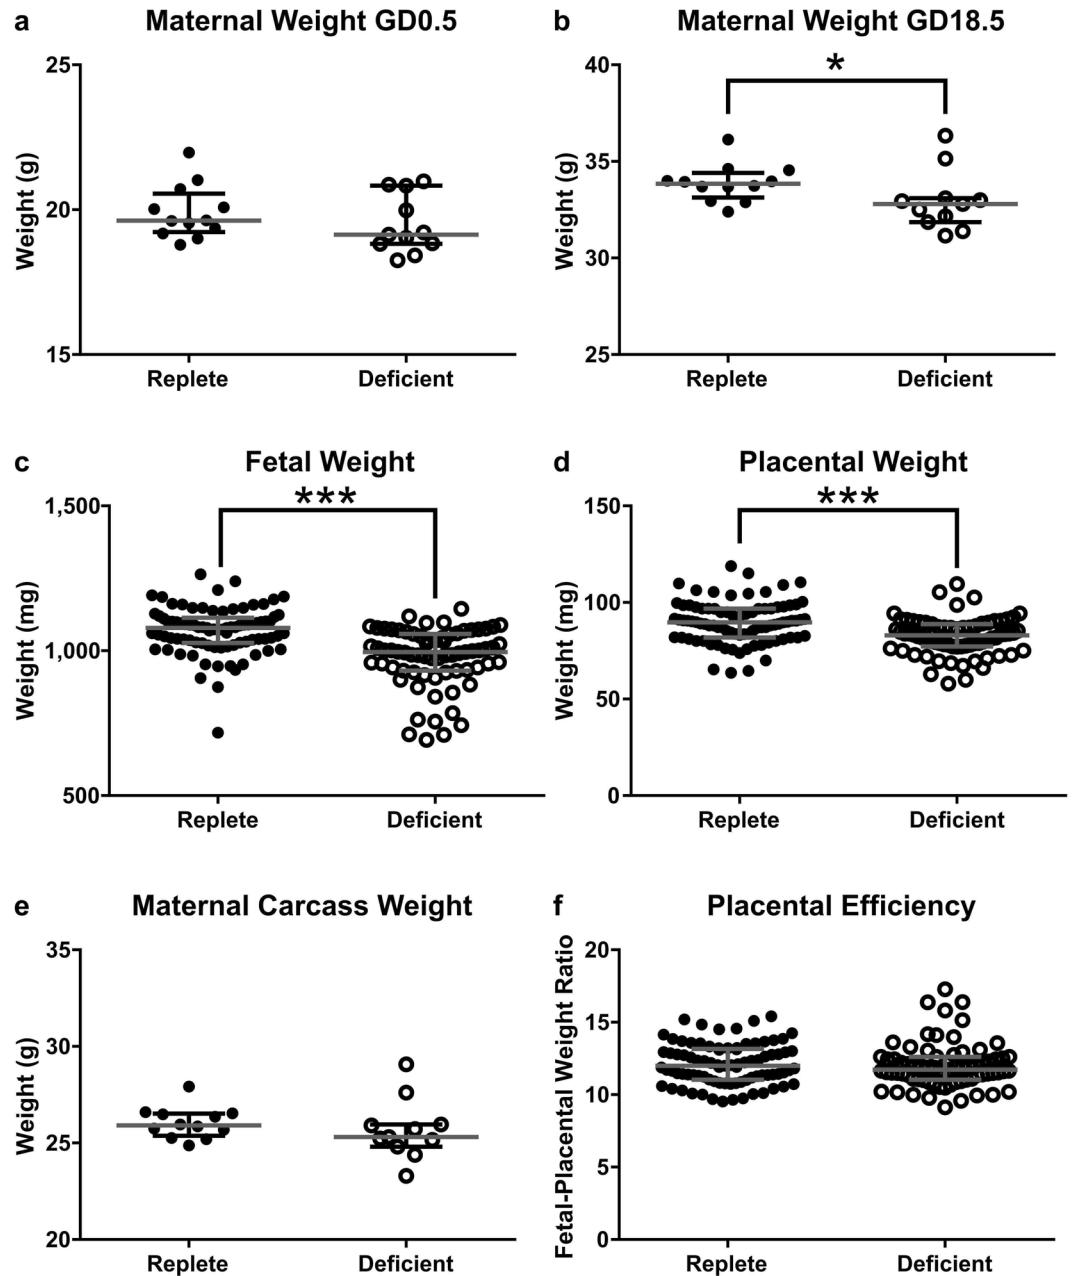 a Maternal Weight GD0.5
b Maternal Weight GD18.5
25
20
15
Weight (g)
Replete
Deficient
*
40
35
30
25
Weight (g)
Replete
Deficient
c Fetal Weight
d Placental Weight
***
1,500
1,000
500
Weight (mg)
Replete
Deficient
***
150
100
50
0
Weight (mg)
Replete
Deficient
e Maternal Carcass Weight
f Placental Efficiency
35
30
25
20
Weight (g)
Replete
Deficient
20
15
10
5
0
Fetal-Placental Weight Ratio
Replete
Deficient